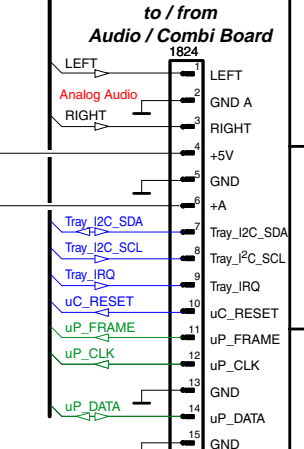 to / from
Audio / Combi Board
1824
LEFT 1 LEFT
Analog Audio 2 GND A
RIGHT 3 RIGHT
4 +5V
5 GND
6 +A
Tray_I2C_SDA 7 Tray_I2C_SDA
Tray_I2C_SCL 8 Tray_I²C_SCL
Tray_IRQ 9 Tray_IRQ
uC_RESET 10 uC_RESET
uP_FRAME 11 uP_FRAME
uP_CLK 12 uP_CLK
13 GND
uP_DATA 14 uP_DATA
15 GND